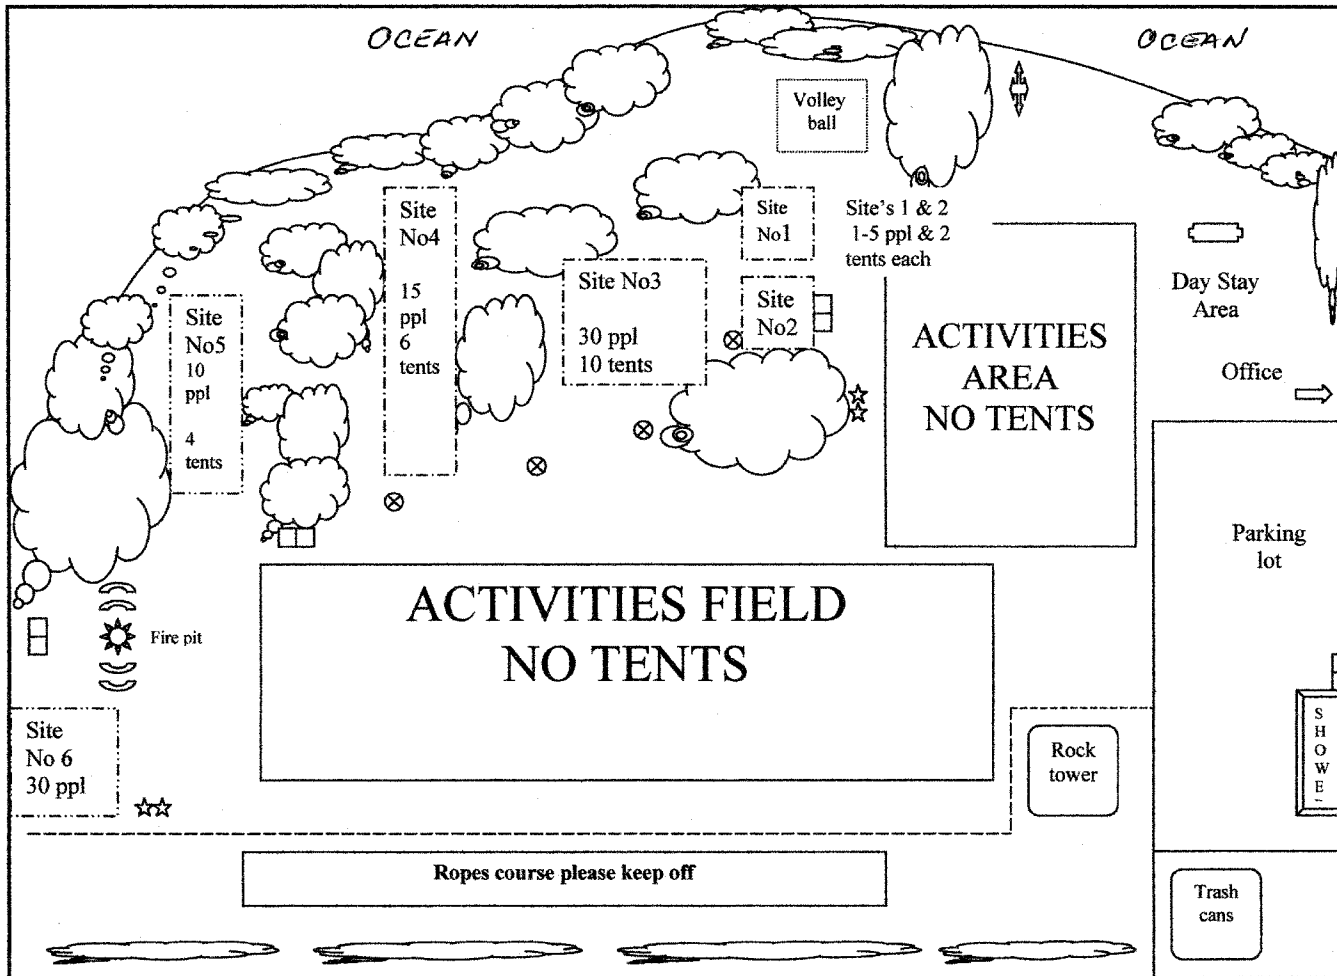 OCEAN
OCEAN
Volley
ball
Site
No4
15
ppl
6
tents
Site
No1
Site's 1 & 2
1-5 ppl & 2
tents each
Site No3
30 ppl
10 tents
Site
No2
Day Stay
Area
Site
No5
10
ppl
4
tents
ACTIVITIES
AREA
NO TENTS
Office
Parking
lot
ACTIVITIES FIELD
NO TENTS
Fire pit
Site
No 6
30 ppl
Rock
tower
S
H
O
W
E
Ropes course please keep off
Trash
cans